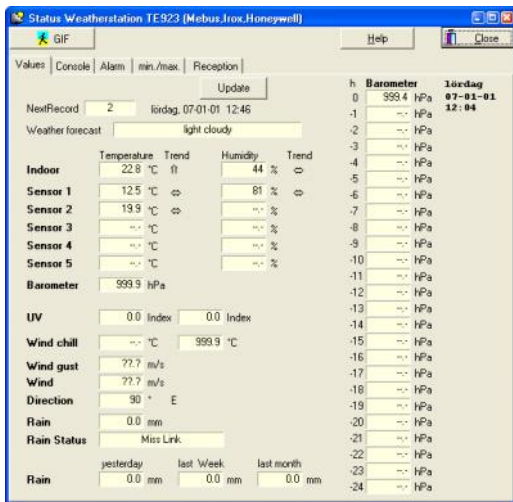 Status Weatherstation TE923 (Mebus,Irox,Honeywell)
GIF Help Close
Values Console Alarm min./max. Reception
Update
NextRecord 2 lördag, 07-01-01 12:46
Weather forecast light cloudy
Temperature Trend Humidity Trend
Indoor 22.8 °C ⇑ 44 % ⇔
Sensor 1 12.5 °C ⇔ 81 % ⇔
Sensor 2 19.9 °C ⇔ --.- %
Sensor 3 --.- °C --.- %
Sensor 4 --.- °C --.- %
Sensor 5 --.- °C --.- %
Barometer 999.9 hPa
UV 0.0 Index 0.0 Index
Wind chill --.- °C 999.9 °C
Wind gust ??.? m/s
Wind ??.? m/s
Direction 90 ° E
Rain 0.0 mm
Rain Status Miss Link
yesterday last Week last month
Rain 0.0 mm 0.0 mm 0.0 mm
h Barometer
0 999.4 hPa
-1 --.- hPa
-2 --.- hPa
-3 --.- hPa
-4 --.- hPa
-5 --.- hPa
-6 --.- hPa
-7 --.- hPa
-8 --.- hPa
-9 --.- hPa
-10 --.- hPa
-11 --.- hPa
-12 --.- hPa
-13 --.- hPa
-14 --.- hPa
-15 --.- hPa
-16 --.- hPa
-17 --.- hPa
-18 --.- hPa
-19 --.- hPa
-20 --.- hPa
-21 --.- hPa
-22 --.- hPa
-23 --.- hPa
-24 --.- hPa
lördag
07-01-01
12:04